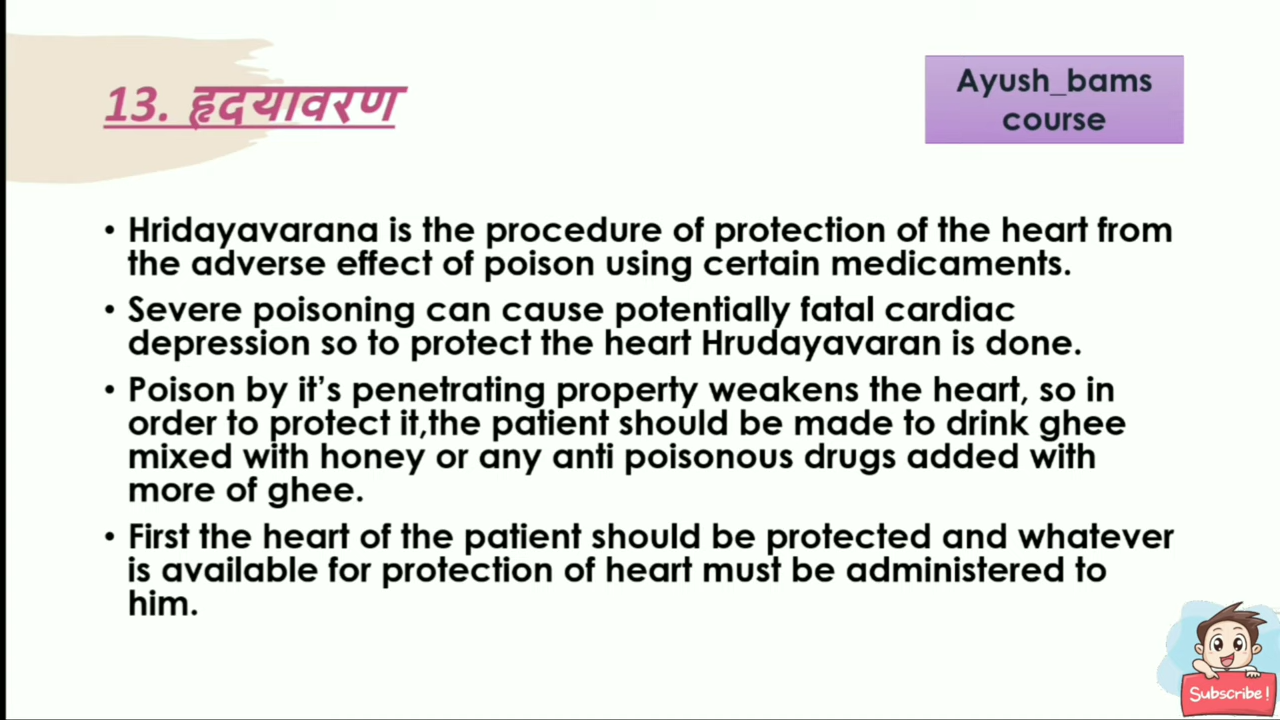 13. हृदयावरण
Ayush_bams
course
• Hridayavarana is the procedure of protection of the heart from
the adverse effect of poison using certain medicaments.
• Severe poisoning can cause potentially fatal cardiac
depression so to protect the heart Hrudayavaran is done.
• Poison by it’s penetrating property weakens the heart, so in
order to protect it,the patient should be made to drink ghee
mixed with honey or any anti poisonous drugs added with
more of ghee.
• First the heart of the patient should be protected and whatever
is available for protection of heart must be administered to
him.
Subscribe!